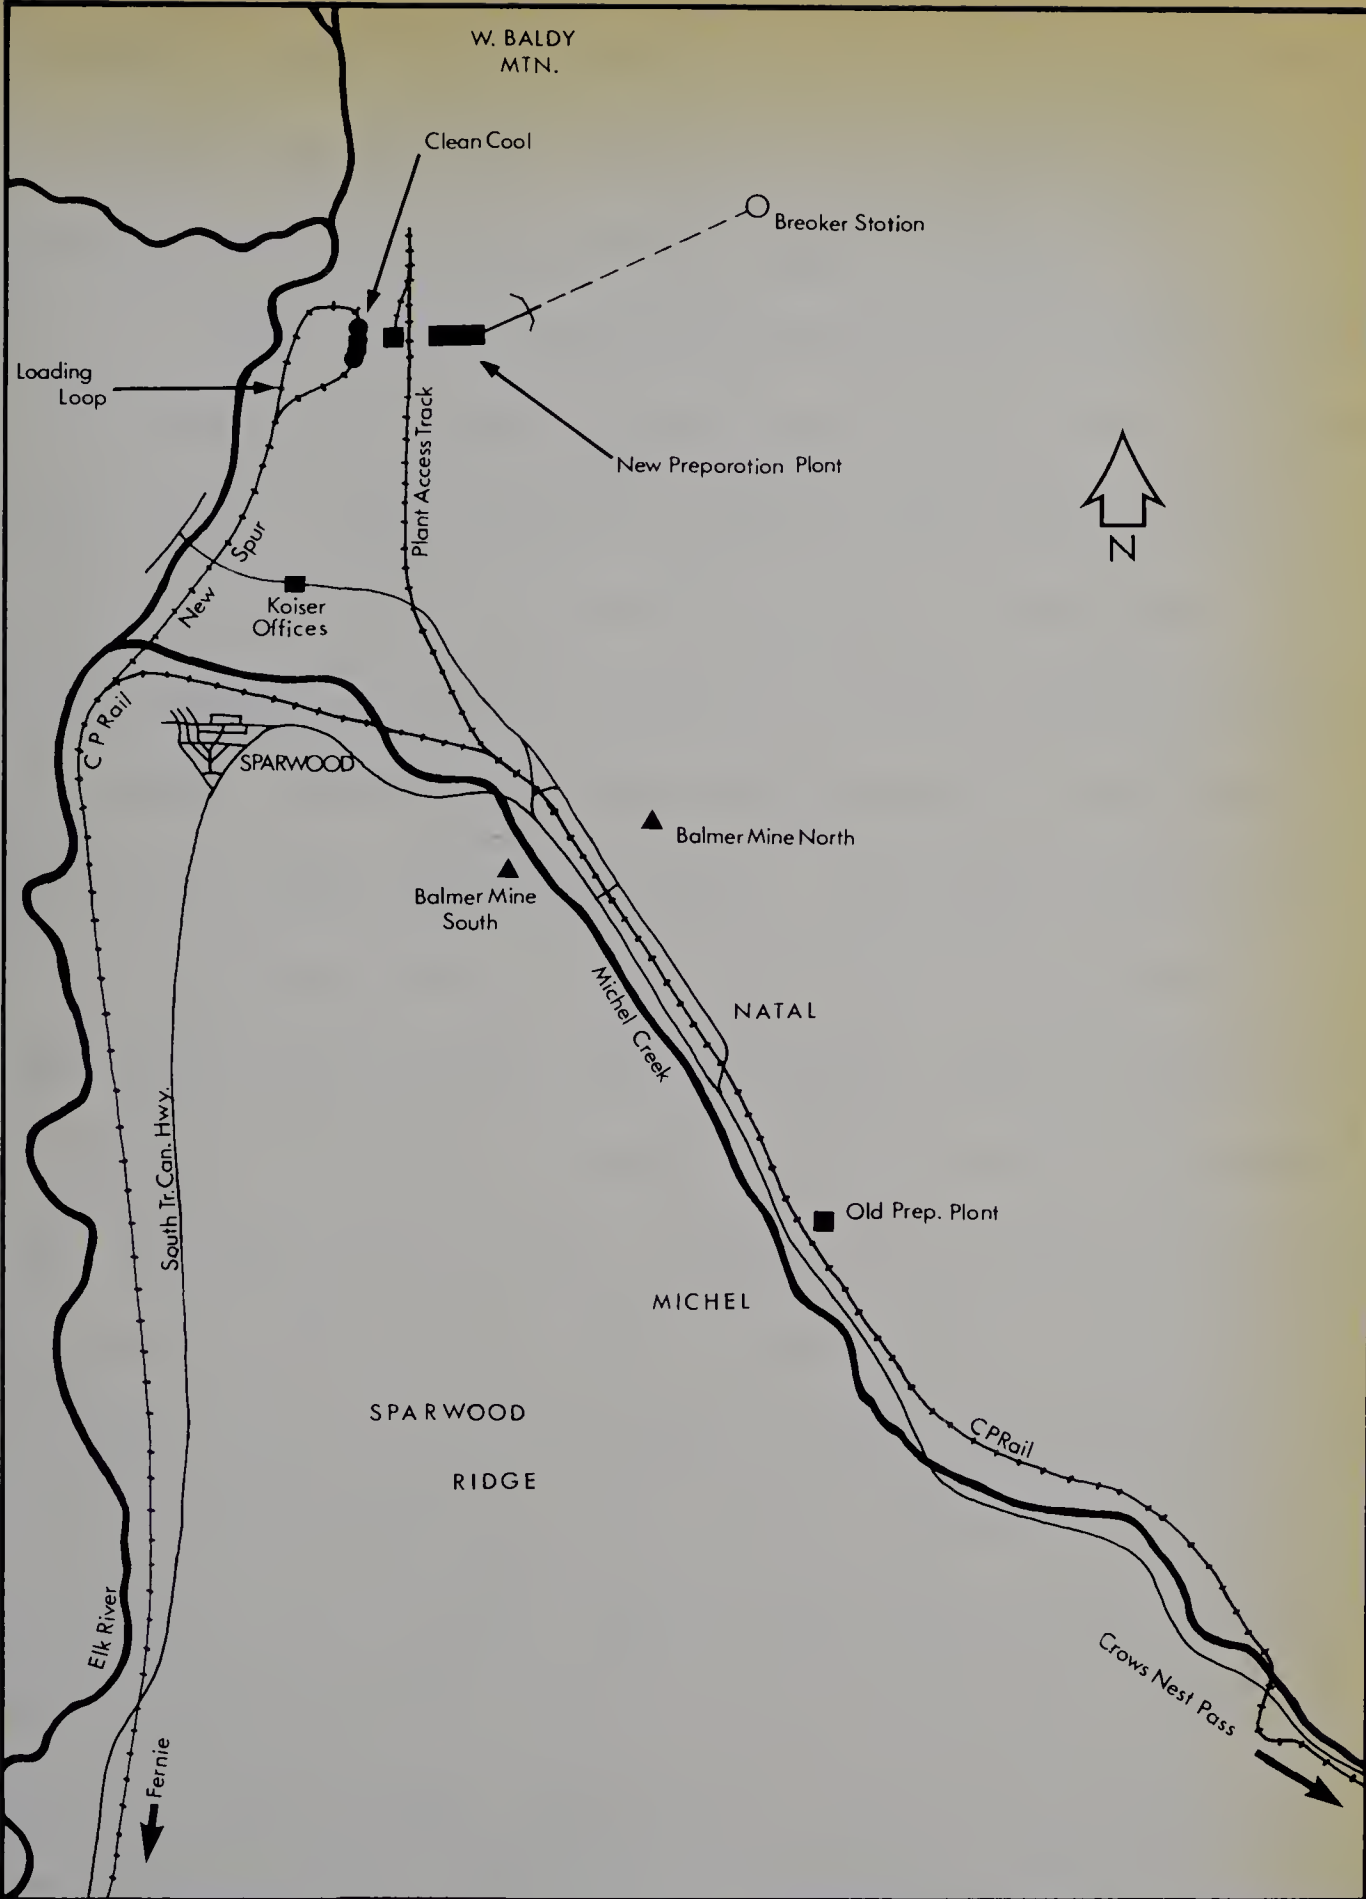 W. BALDY
MTN.
Clean Cool
Breoker Stotion
Loading
Loop
Plant Access Track
New Preporotion Plont
N
New Spur
Koiser
Offices
C P Rail
SPARWOOD
Balmer Mine North
Balmer Mine
South
Michel Creek
NATAL
South Tr. Can. Hwy.
Old Prep. Plont
MICHEL
SPARWOOD
RIDGE
CPRail
Elk River
Crows Nest Pass
Fernie